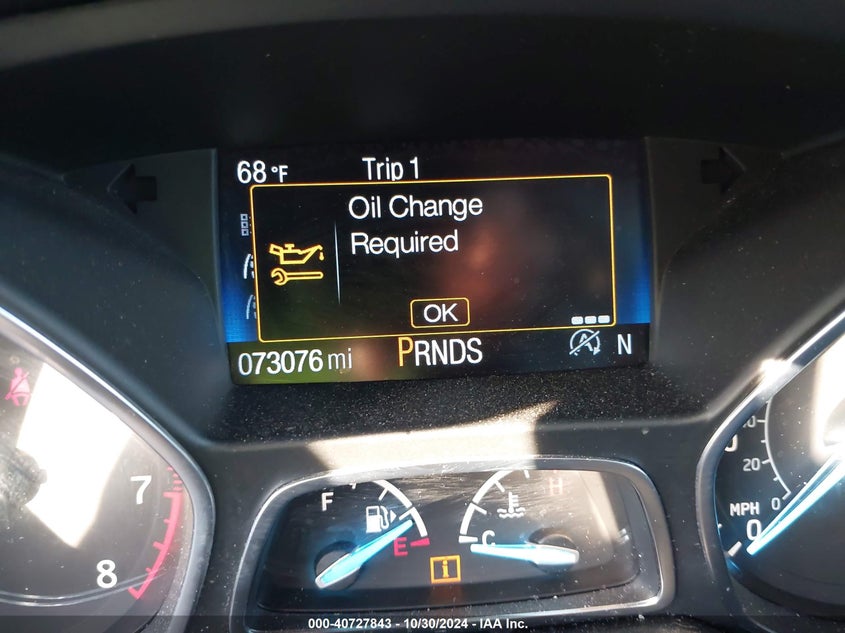 68 °F Trip 1
Oil Change
Required
OK
073076 mi PRNDS A N
7
8
F
E
i
H
C
20
0
MPH
0
000-40727843 - 10/30/2024 - IAA Inc.